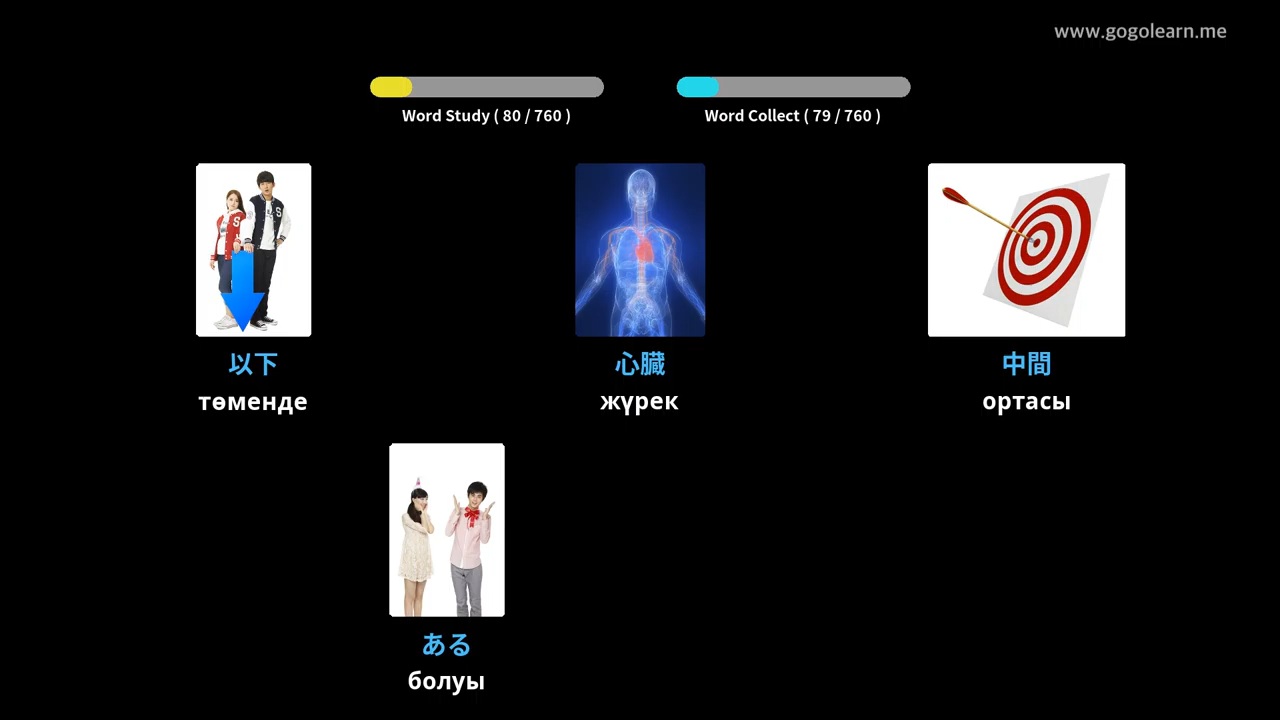 www.gogolearn.me
Word Study ( 80 / 760 )
Word Collect ( 79 / 760 )
以下
төменде
心臓
жүрек
中間
ортасы
ある
болуы